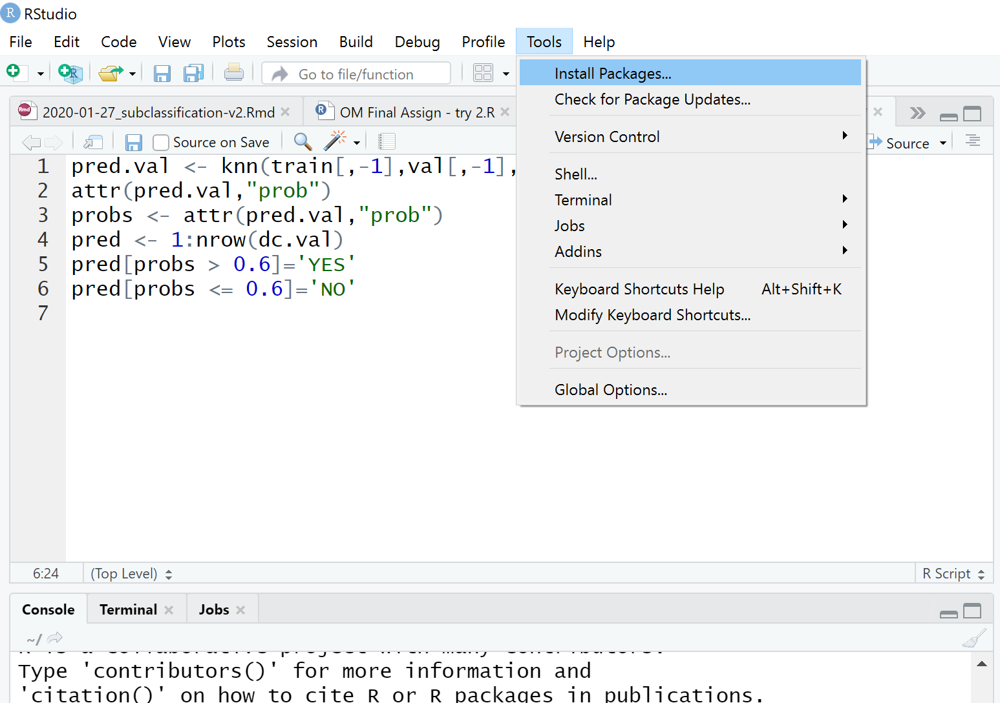 RStudio
File Edit Code View Plots Session Build Debug Profile Tools Help
Go to file/function
Install Packages...
Check for Package Updates...
Version Control
Shell...
Terminal
Jobs
Addins
Keyboard Shortcuts Help Alt+Shift+K
Modify Keyboard Shortcuts...
Project Options...
Global Options...
2020-01-27_subclassification-v2.Rmd
OM Final Assign - try 2.R
Source on Save
Source
1 pred.val <- knn(train[,-1],val[,-1],
2 attr(pred.val,"prob")
3 probs <- attr(pred.val,"prob")
4 pred <- 1:nrow(dc.val)
5 pred[probs > 0.6]='YES'
6 pred[probs <= 0.6]='NO'
7
6:24 (Top Level) R Script
Console Terminal Jobs
~/
R is a collaborative project with many contributors.
Type 'contributors()' for more information and
'citation()' on how to cite R or R packages in publications.